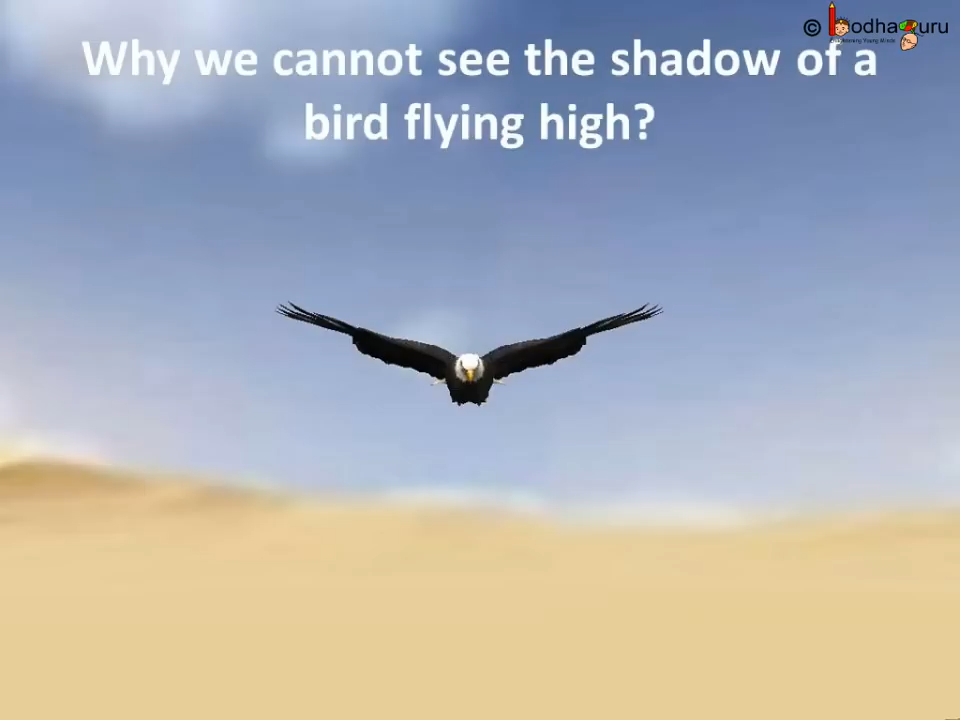 © BodhaGuru
Why we cannot see the shadow of a
bird flying high?